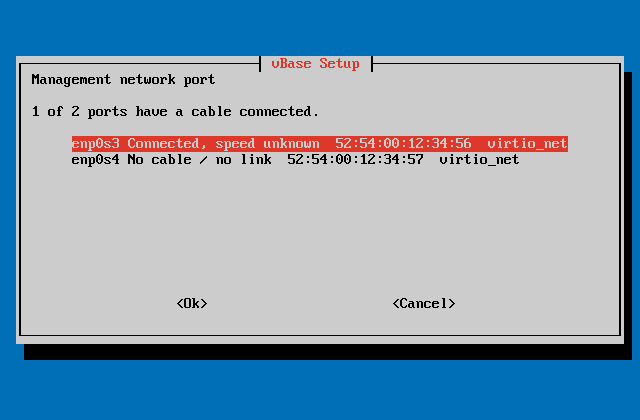 vBase Setup
Management network port
1 of 2 ports have a cable connected.
enp0s3 Connected, speed unknown  52:54:00:12:34:56  virtio_net
enp0s4 No cable / no link  52:54:00:12:34:57  virtio_net
<Ok> <Cancel>